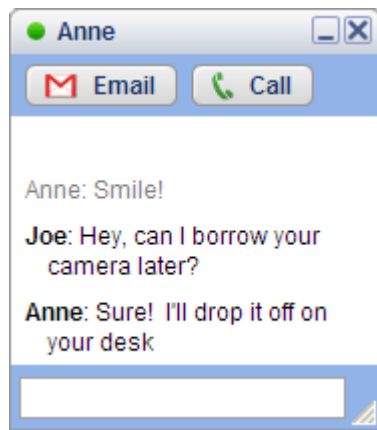 Anne
Email Call
Anne: Smile!
Joe: Hey, can I borrow your
camera later?
Anne: Sure! I'll drop it off on
your desk